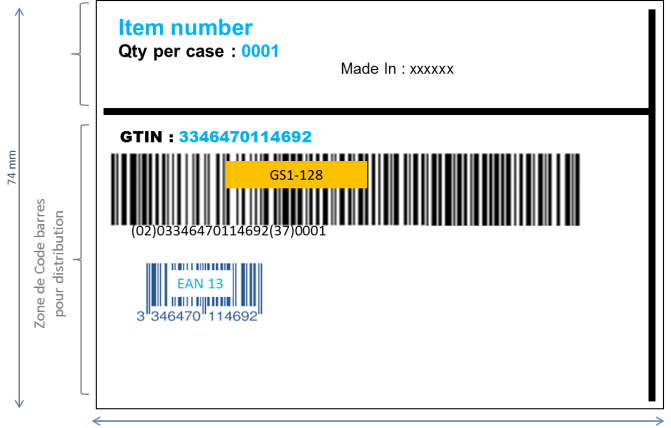 Item number
Qty per case : 0001
Made In : xxxxxx
GTIN : 3346470114692
GS1-128
(02)03346470114692(37)0001
EAN 13
3 346470 114692
74 mm
Zone de Code barres
pour distribution